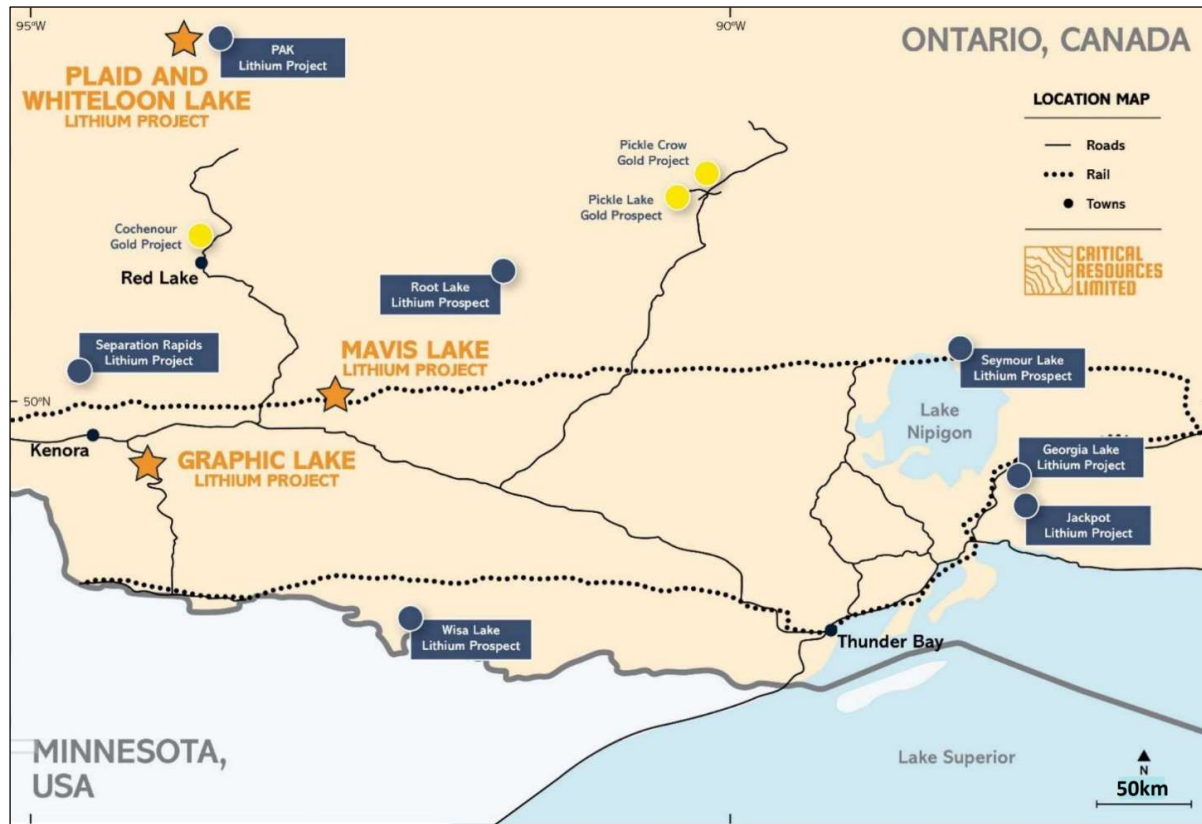 95°W
90°W
ONTARIO, CANADA
PAK
Lithium Project
PLAID AND
WHITELOON LAKE
LITHIUM PROJECT
LOCATION MAP
Roads
Rail
Towns
CRITICAL
RESOURCES
LIMITED
Pickle Crow
Gold Project
Pickle Lake
Gold Prospect
Cochenour
Gold Project
Red Lake
Root Lake
Lithium Prospect
Separation Rapids
Lithium Project
MAVIS LAKE
LITHIUM PROJECT
Seymour Lake
Lithium Prospect
50°N
Lake
Nipigon
Kenora
GRAPHIC LAKE
LITHIUM PROJECT
Georgia Lake
Lithium Project
Jackpot
Lithium Project
Wisa Lake
Lithium Prospect
Thunder Bay
MINNESOTA,
USA
Lake Superior
N
50km